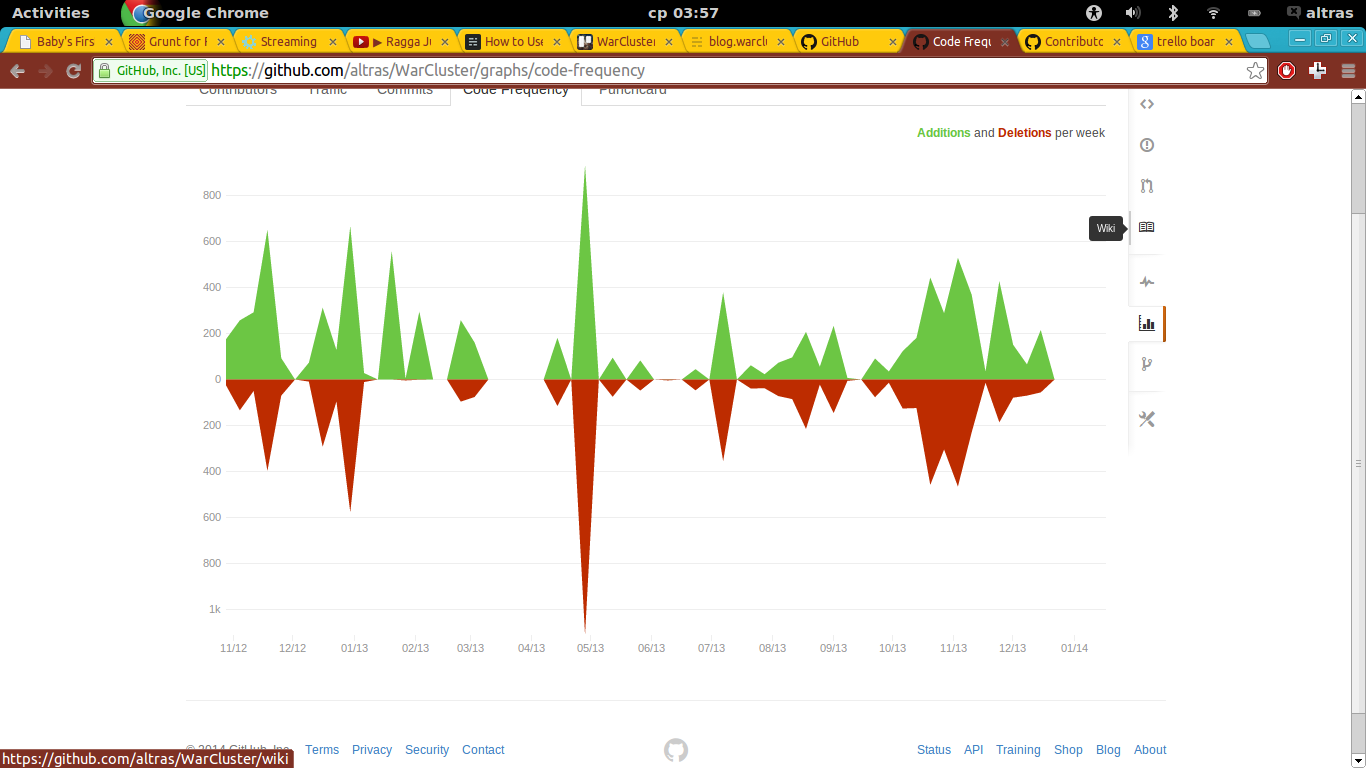 Activities Google Chrome ср 03:57 altras
Baby's Firs Grunt for F Streaming ▶ Ragga Ju How to Use WarCluster blog.warclu GitHub Code Frequ Contributo trello boar
GitHub, Inc. [US] https://github.com/altras/WarCluster/graphs/code-frequency
Contributors Traffic Commits Code Frequency Punchcard
Additions and Deletions per week
800
600
Wiki
400
200
0
200
400
600
800
1k
11/12 12/12 01/13 02/13 03/13 04/13 05/13 06/13 07/13 08/13 09/13 10/13 11/13 12/13 01/14
© 2014 GitHub, Inc. Terms Privacy Security Contact Status API Training Shop Blog About
https://github.com/altras/WarCluster/wiki